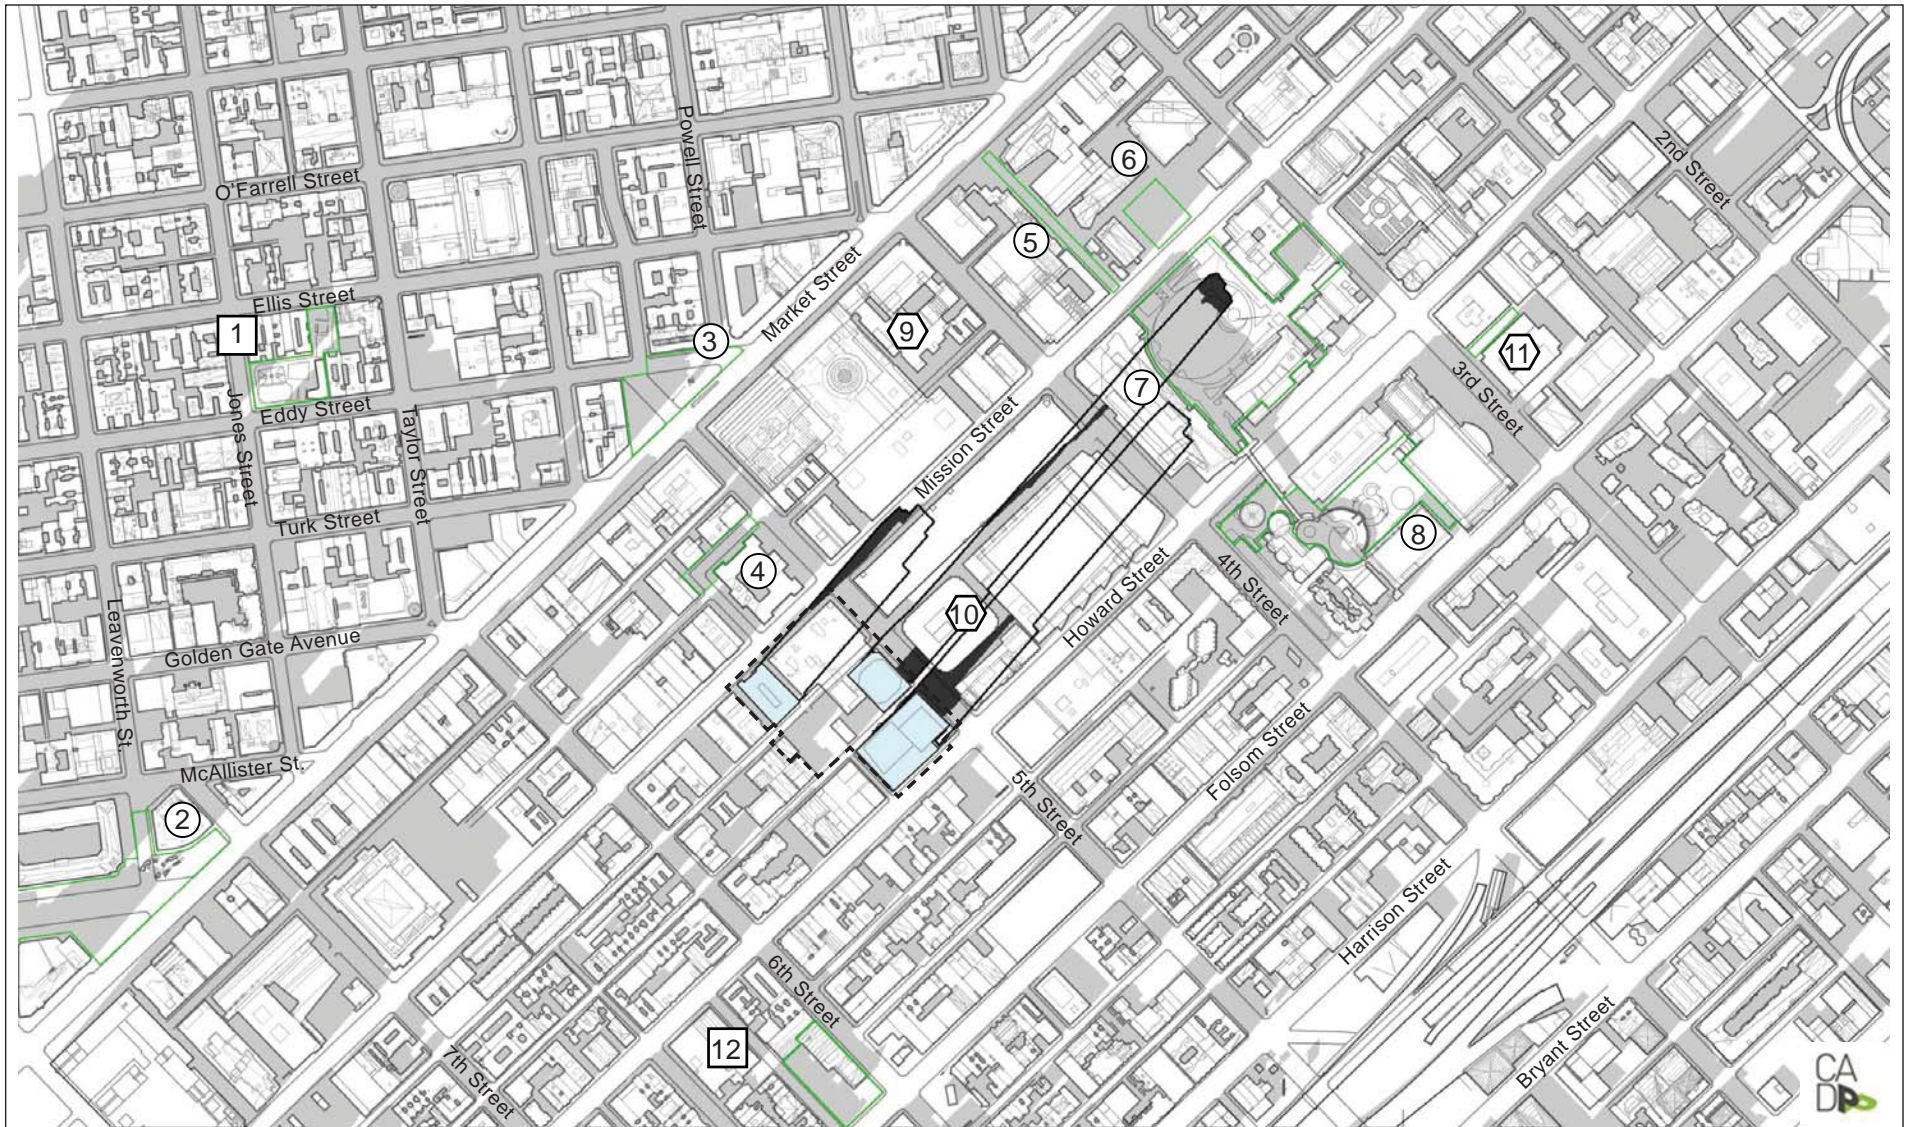 Powell Street
2nd Street
O'Farrell Street
6
5
Market Street
Ellis Street
1
3
9
11
7
3rd Street
Jones Street
Eddy Street
Taylor Street
Mission Street
Turk Street
8
4
4th Street
Howard Street
10
Leavenworth St.
Golden Gate Avenue
Folsom Street
McAllister St.
5th Street
2
Harrison Street
6th Street
12
7th Street
Bryant Street
CA
DP